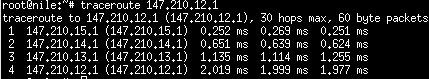 root@nile:~# traceroute 147.210.12.1
traceroute to 147.210.12.1 (147.210.12.1), 30 hops max, 60 byte packets
1 147.210.15.1 (147.210.15.1) 0.252 ms 0.269 ms 0.251 ms
2 147.210.14.1 (147.210.14.1) 0.651 ms 0.639 ms 0.624 ms
3 147.210.13.1 (147.210.13.1) 1.135 ms 1.114 ms 1.255 ms
4 147.210.12.1 (147.210.12.1) 2.019 ms 1.999 ms 1.977 ms